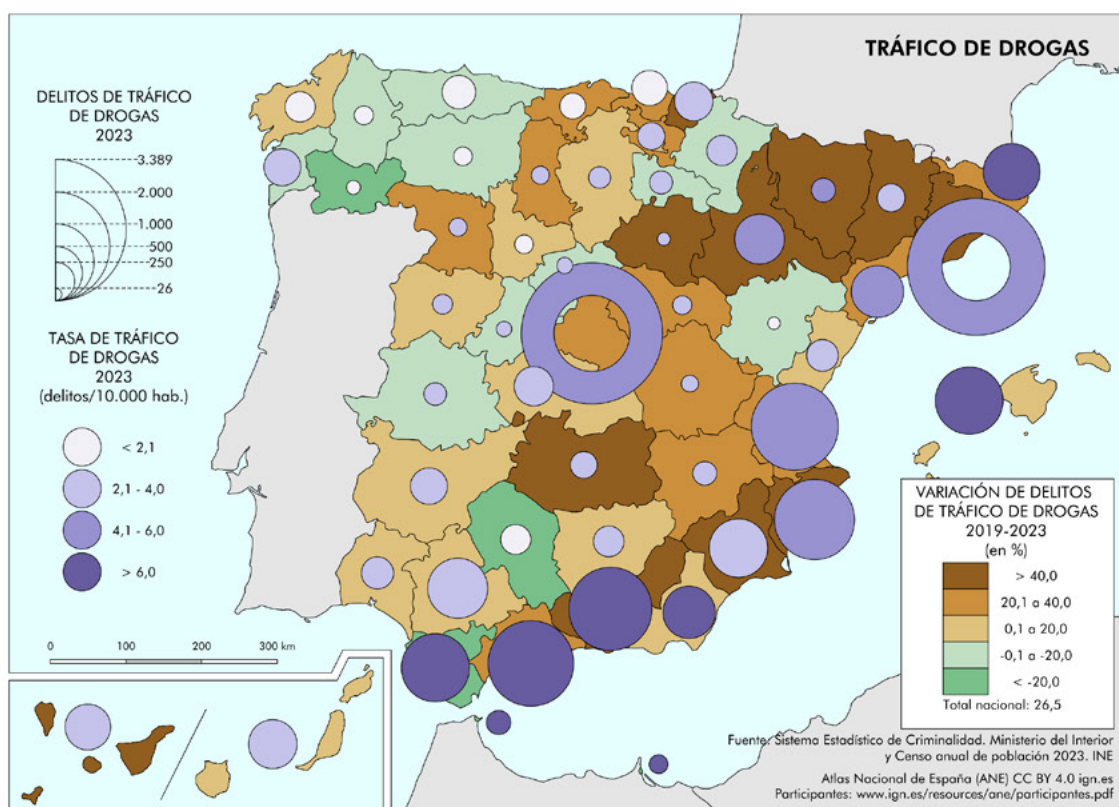 TRÁFICO DE DROGAS
DELITOS DE TRÁFICO
DE DROGAS
2023
3.389
2.000
1.000
500
250
26
TASA DE TRÁFICO
DE DROGAS
2023
(delitos/10.000 hab.)
< 2,1
2,1 - 4,0
4,1 - 6,0
> 6,0
0 100 200 300 km
VARIACIÓN DE DELITOS
DE TRÁFICO DE DROGAS
2019-2023
(en %)
> 40,0
20,1 a 40,0
0,1 a 20,0
-0,1 a -20,0
< -20,0
Total nacional: 26,5
Fuente: Sistema Estadístico de Criminalidad. Ministerio del Interior
y Censo anual de población 2023. INE
Atlas Nacional de España (ANE) CC BY 4.0 ign.es
Participantes: www.ign.es/resources/ane/participantes.pdf